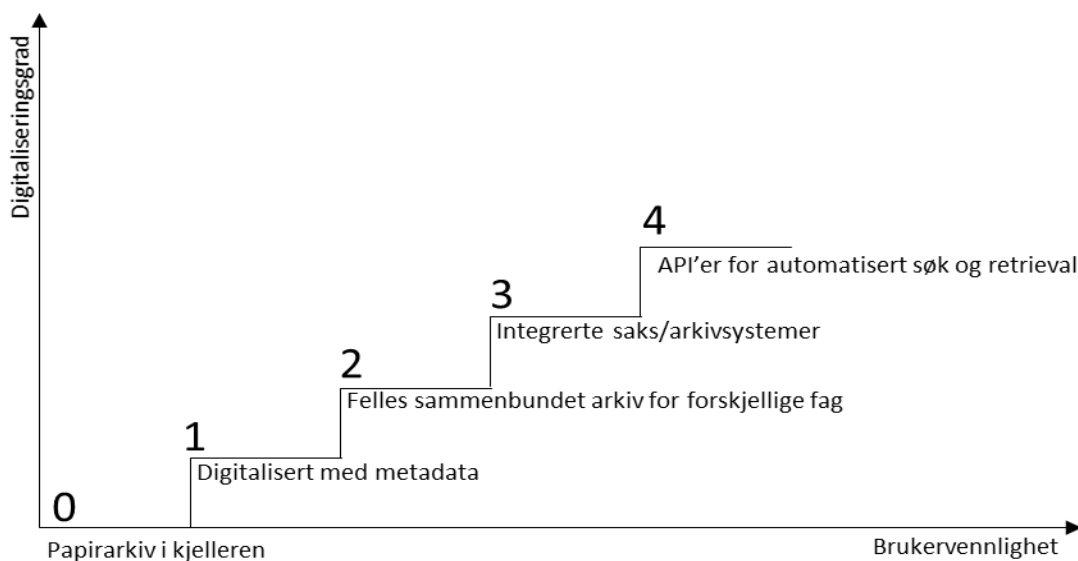 Digitaliseringsgrad
4
API'er for automatisert søk og retrieval
3
Integrerte saks/arkivsystemer
2
Felles sammenbundet arkiv for forskjellige fag
1
Digitalisert med metadata
0
Papirarkiv i kjelleren
Brukervennlighet